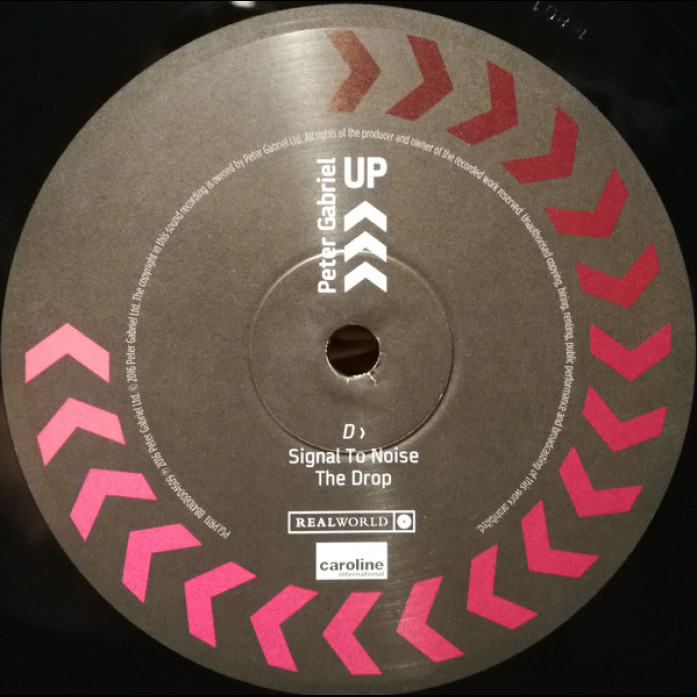 Peter Gabriel
UP
D ›
Signal To Noise
The Drop
REALWORLD
caroline
international
℗ 2016 Peter Gabriel Ltd. © 2016 Peter Gabriel Ltd. The copyright in this sound recording is owned by Peter Gabriel Ltd. All rights of the producer and owner of the recorded work reserved. Unauthorised copying, hiring, renting, public performance and broadcasting of this work prohibited.